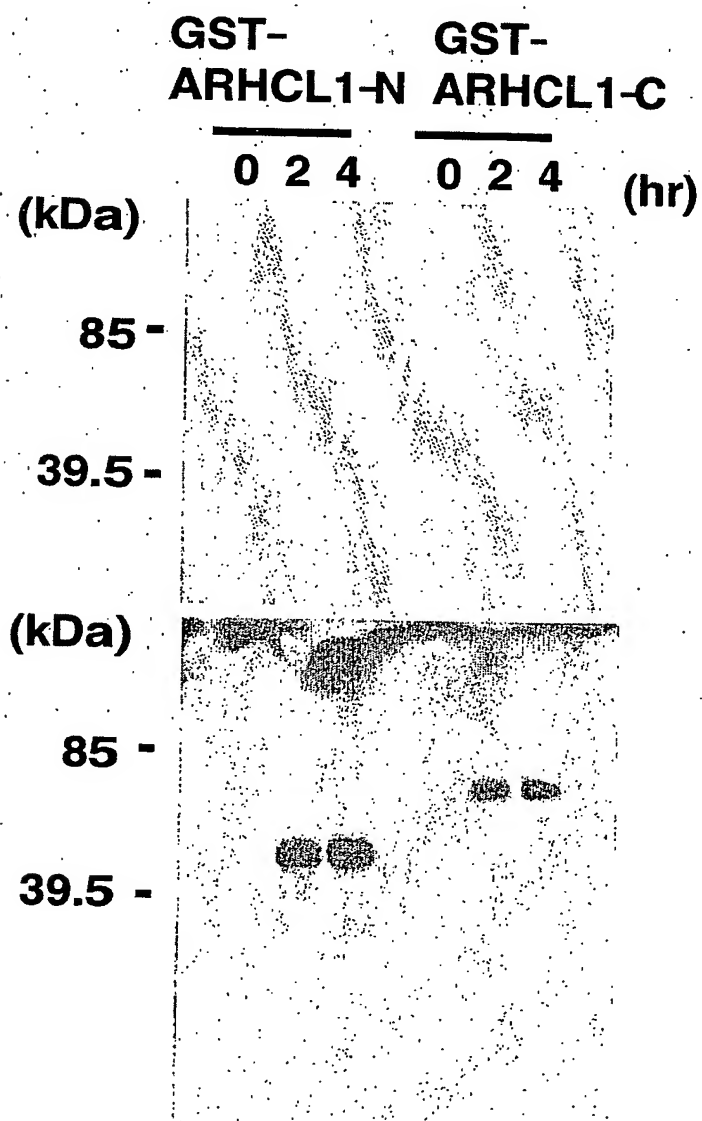 GST-
ARHCL1-N
GST-
ARHCL1-C
0 2 4 0 2 4 (hr)
(kDa)
85 -
39.5 -
(kDa)
85 -
39.5 -